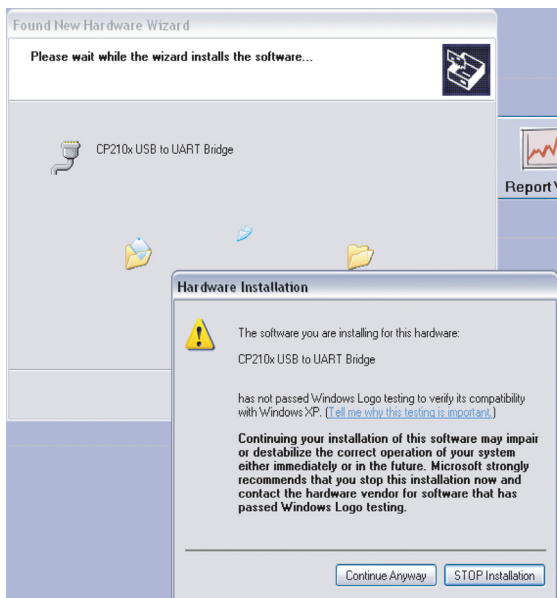 Found New Hardware Wizard
Please wait while the wizard installs the software...
CP210x USB to UART Bridge
Report
Hardware Installation
The software you are installing for this hardware:
CP210x USB to UART Bridge
has not passed Windows Logo testing to verify its compatibility
with Windows XP. (Tell me why this testing is important.)
Continuing your installation of this software may impair
or destabilize the correct operation of your system
either immediately or in the future. Microsoft strongly
recommends that you stop this installation now and
contact the hardware vendor for software that has
passed Windows Logo testing.
Continue Anyway
STOP Installation